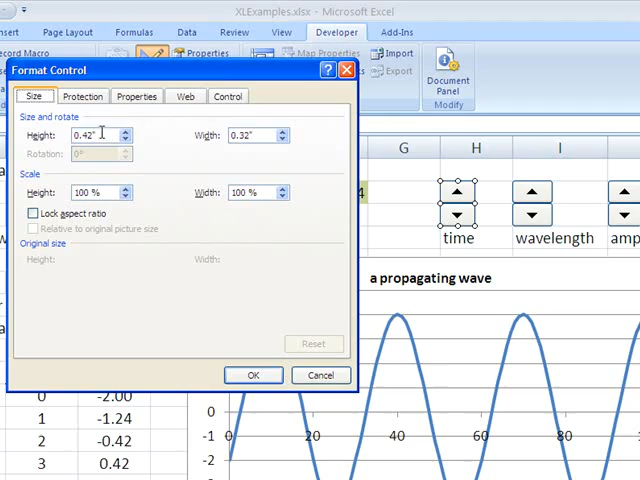 XLExamples.xlsx - Microsoft Excel
Insert Page Layout Formulas Data Review View Developer Add-Ins
Record Macro
Properties
Map Properties
Import
Export
Document
Panel
Modify
Format Control
Size Protection Properties Web Control
Size and rotate
Height: 0.42" Width: 0.32"
Rotation: 0°
Scale
Height: 100 % Width: 100 %
Lock aspect ratio
Relative to original picture size
Original size
Height: Width:
Reset
OK Cancel
G H I
4
time wavelength amp
a propagating wave
0 -2.00
1 -1.24
2 -0.42
3 0.42
0
-1 0 20 40 60 80
-2